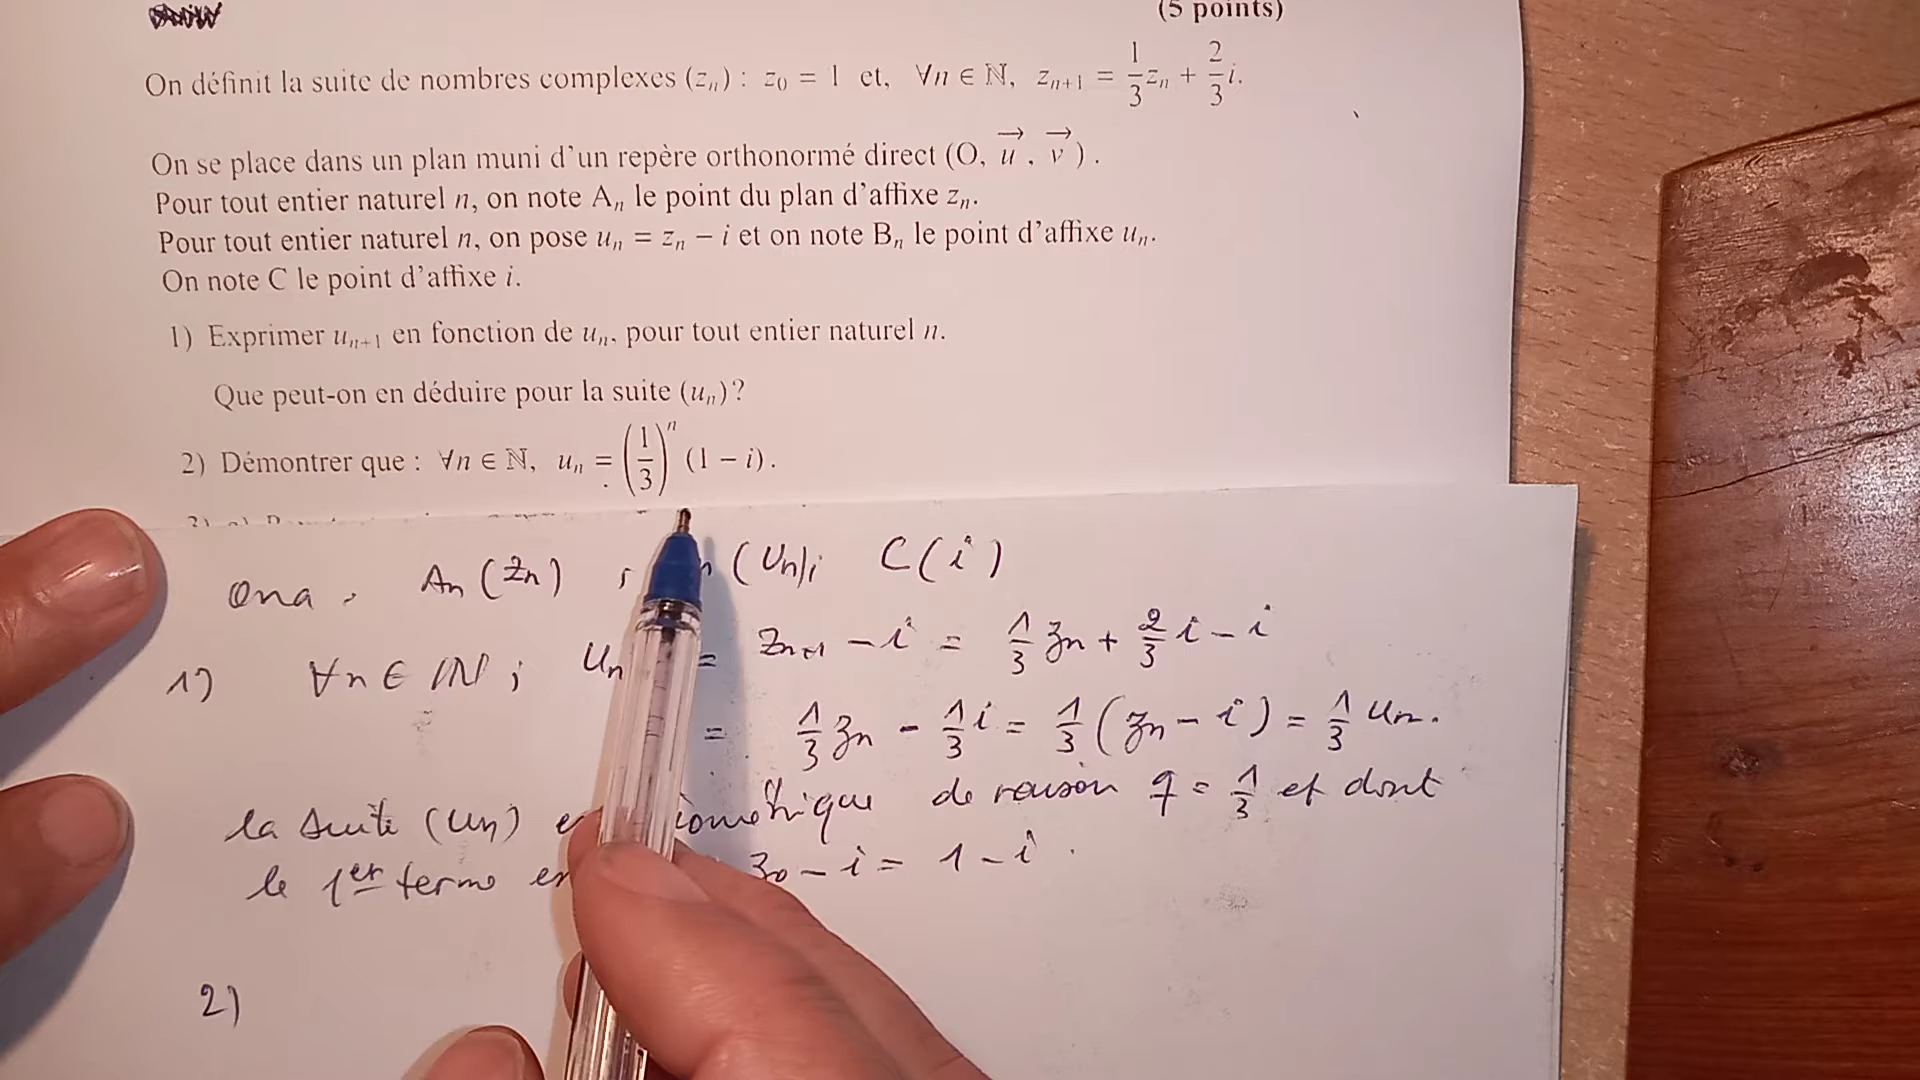 (5 points)
On définit la suite de nombres complexes (zₙ) : z₀ = 1 et, ∀n ∈ ℕ, zₙ₊₁ = 1/3 zₙ + 2/3 i.
On se place dans un plan muni d'un repère orthonormé direct (O, u⃗, v⃗).
Pour tout entier naturel n, on note Aₙ le point du plan d'affixe zₙ.
Pour tout entier naturel n, on pose uₙ = zₙ − i et on note Bₙ le point d'affixe uₙ.
On note C le point d'affixe i.
1) Exprimer uₙ₊₁ en fonction de uₙ, pour tout entier naturel n.
Que peut-on en déduire pour la suite (uₙ)?
2) Démontrer que : ∀n ∈ ℕ, uₙ = (1/3)ⁿ (1 − i).
On a : Aₙ(zₙ) ; (Uₙ) ; C(i)
1) ∀n ∈ ℕ ; Uₙ = zₙ₊₁ − i = 1/3 zₙ + 2/3 i − i
= 1/3 zₙ − 1/3 i = 1/3 (zₙ − i) = 1/3 uₙ.
la suite (Uₙ) de raison q = 1/3 et dont
le 1er terme z₀ − i = 1 − i.
2)